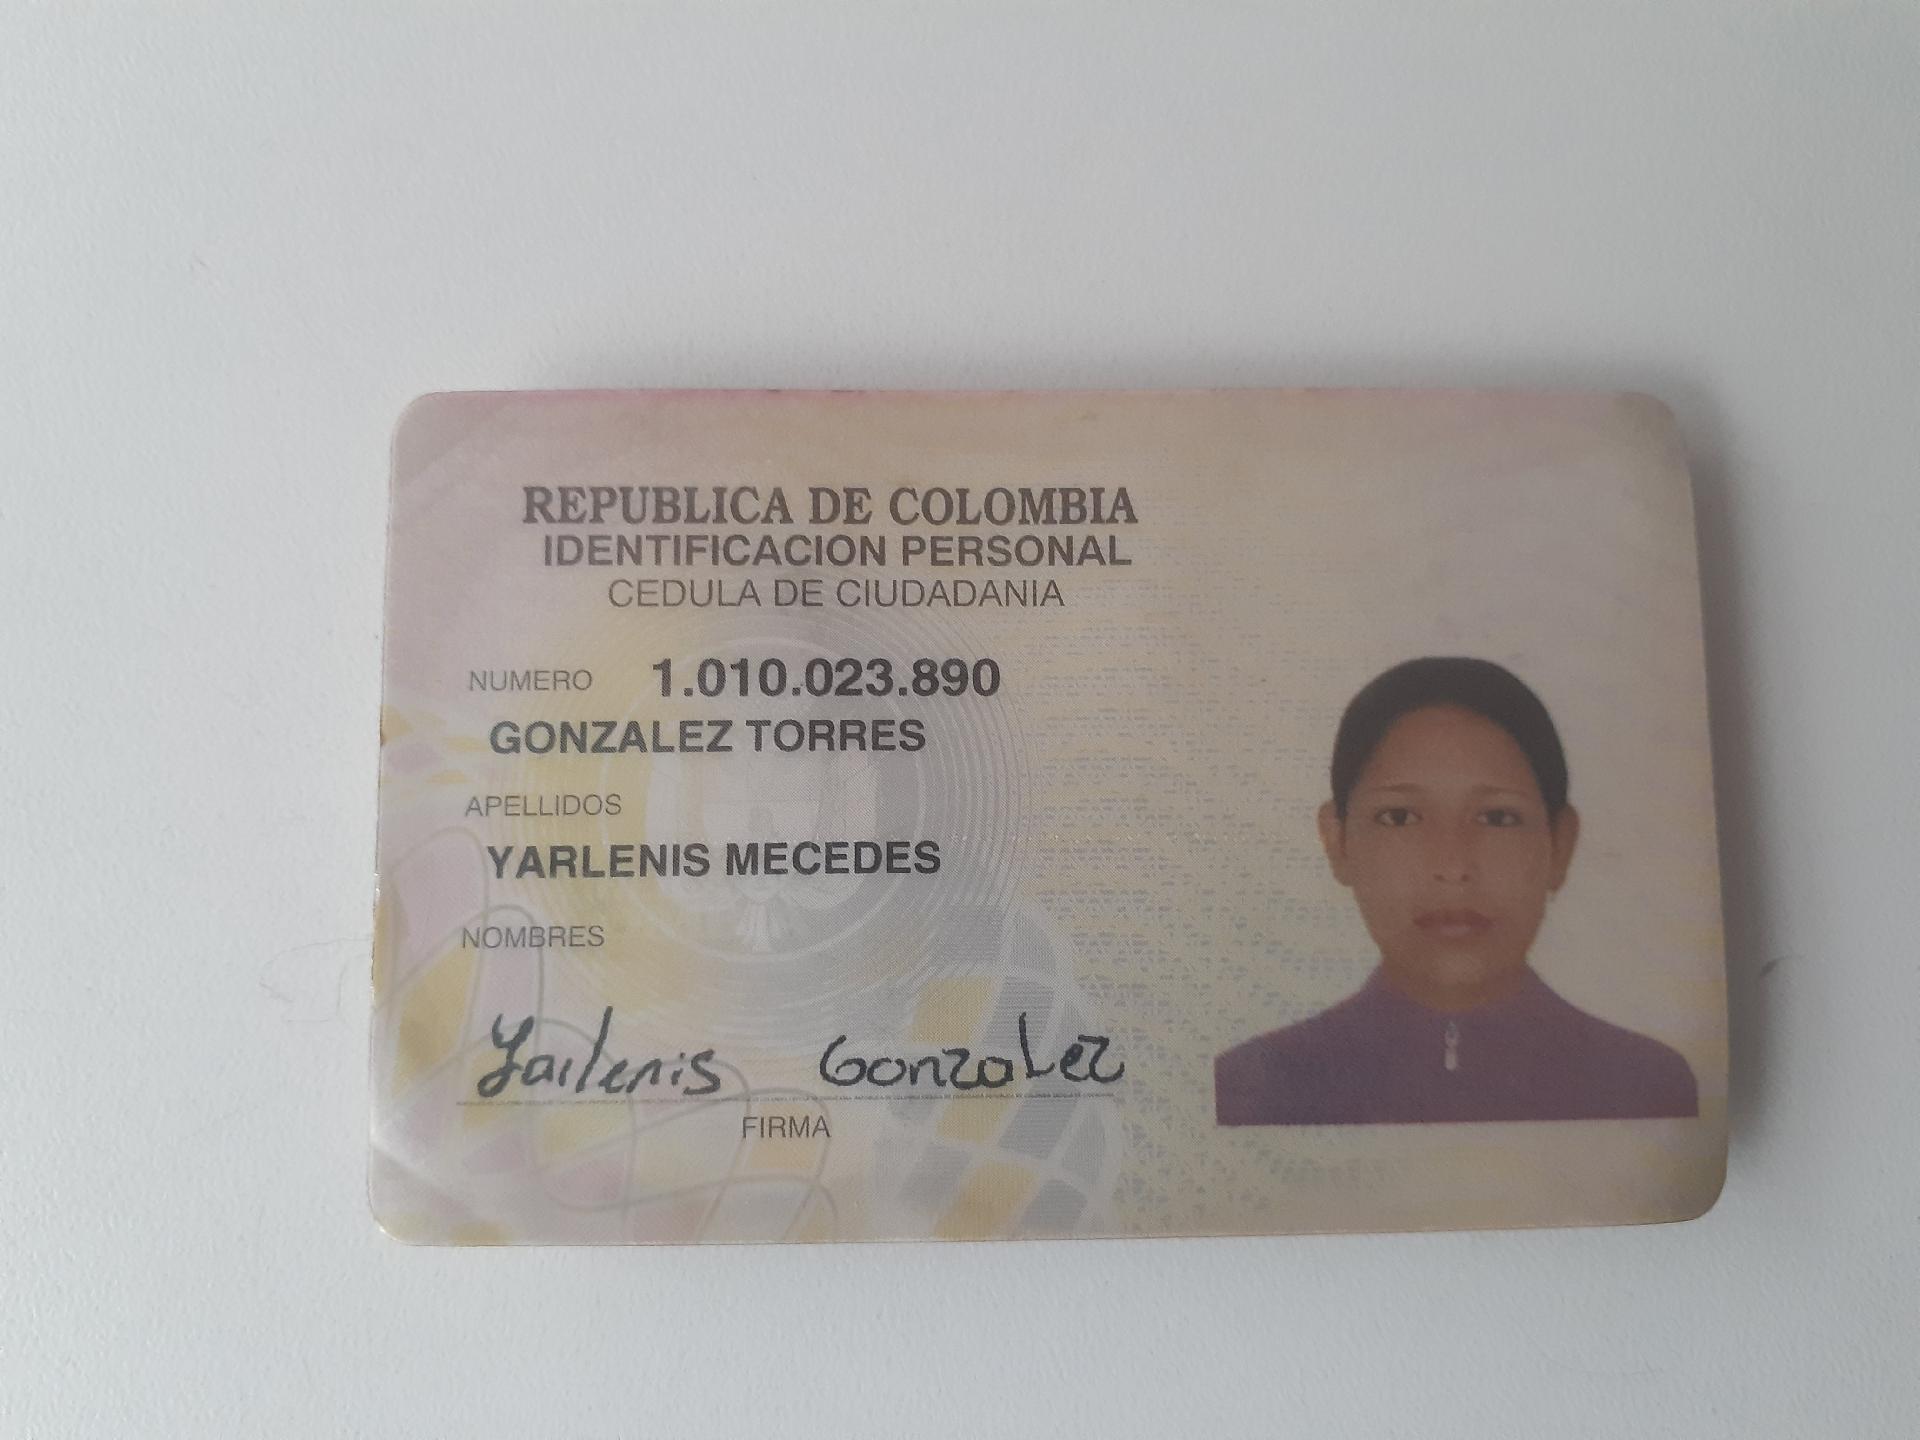 REPUBLICA DE COLOMBIA
IDENTIFICACION PERSONAL
CEDULA DE CIUDADANIA
NUMERO 1.010.023.890
GONZALEZ TORRES
APELLIDOS
YARLENIS MECEDES
NOMBRES
Yarlenis Gonzalez
FIRMA